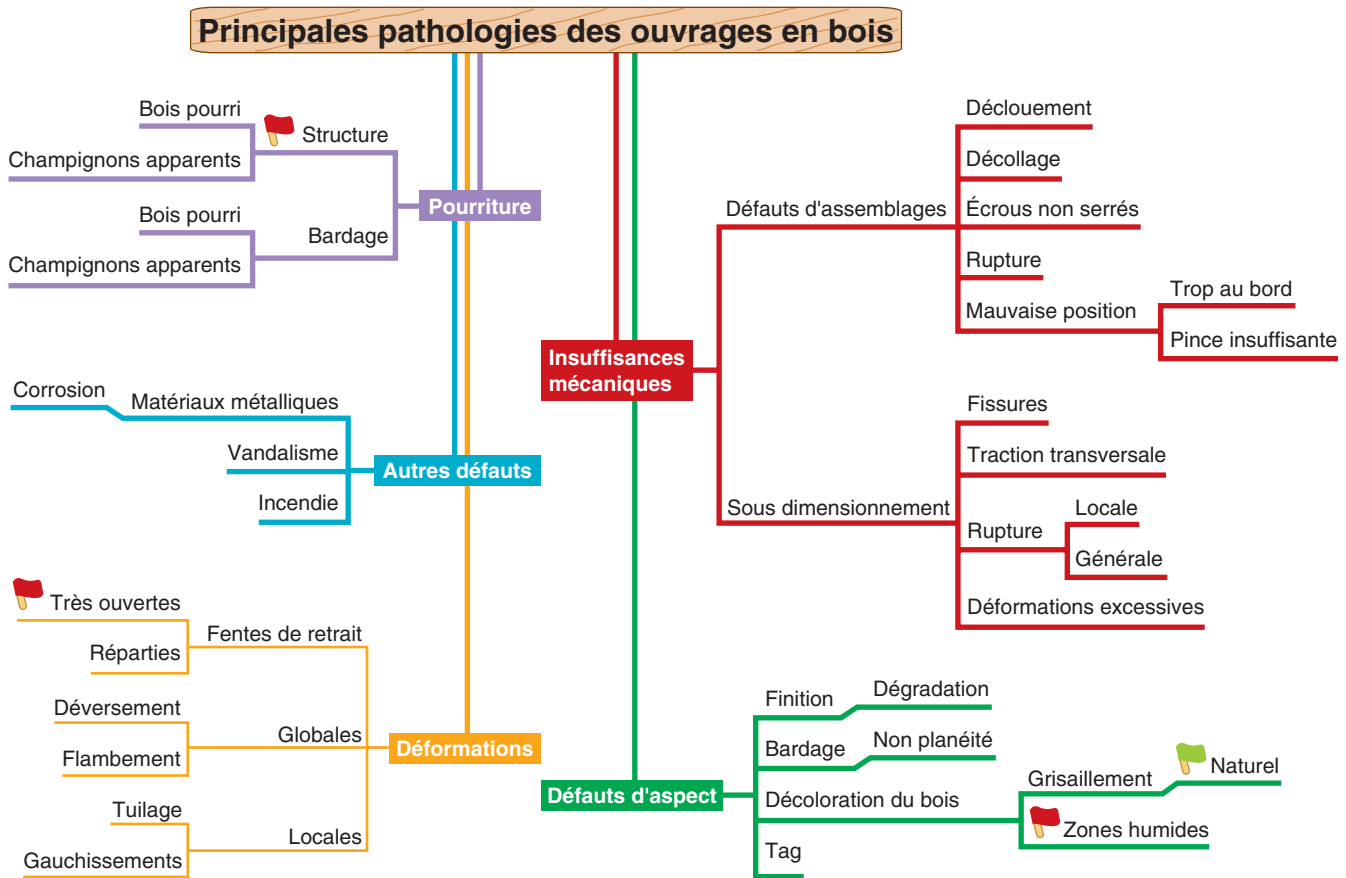 Principales pathologies des ouvrages en bois
Bois pourri
Structure
Champignons apparents
Pourriture
Bois pourri
Bardage
Champignons apparents
Corrosion
Matériaux métalliques
Vandalisme
Autres défauts
Incendie
Très ouvertes
Fentes de retrait
Réparties
Déversement
Globales
Déformations
Flambement
Tuilage
Locales
Gauchissements
Insuffisances
mécaniques
Défauts d'assemblages
Déclouement
Décollage
Écrous non serrés
Rupture
Mauvaise position
Trop au bord
Pince insuffisante
Sous dimensionnement
Fissures
Traction transversale
Rupture
Locale
Générale
Déformations excessives
Défauts d'aspect
Finition
Dégradation
Bardage
Non planéité
Décoloration du bois
Grisaillement
Naturel
Zones humides
Tag